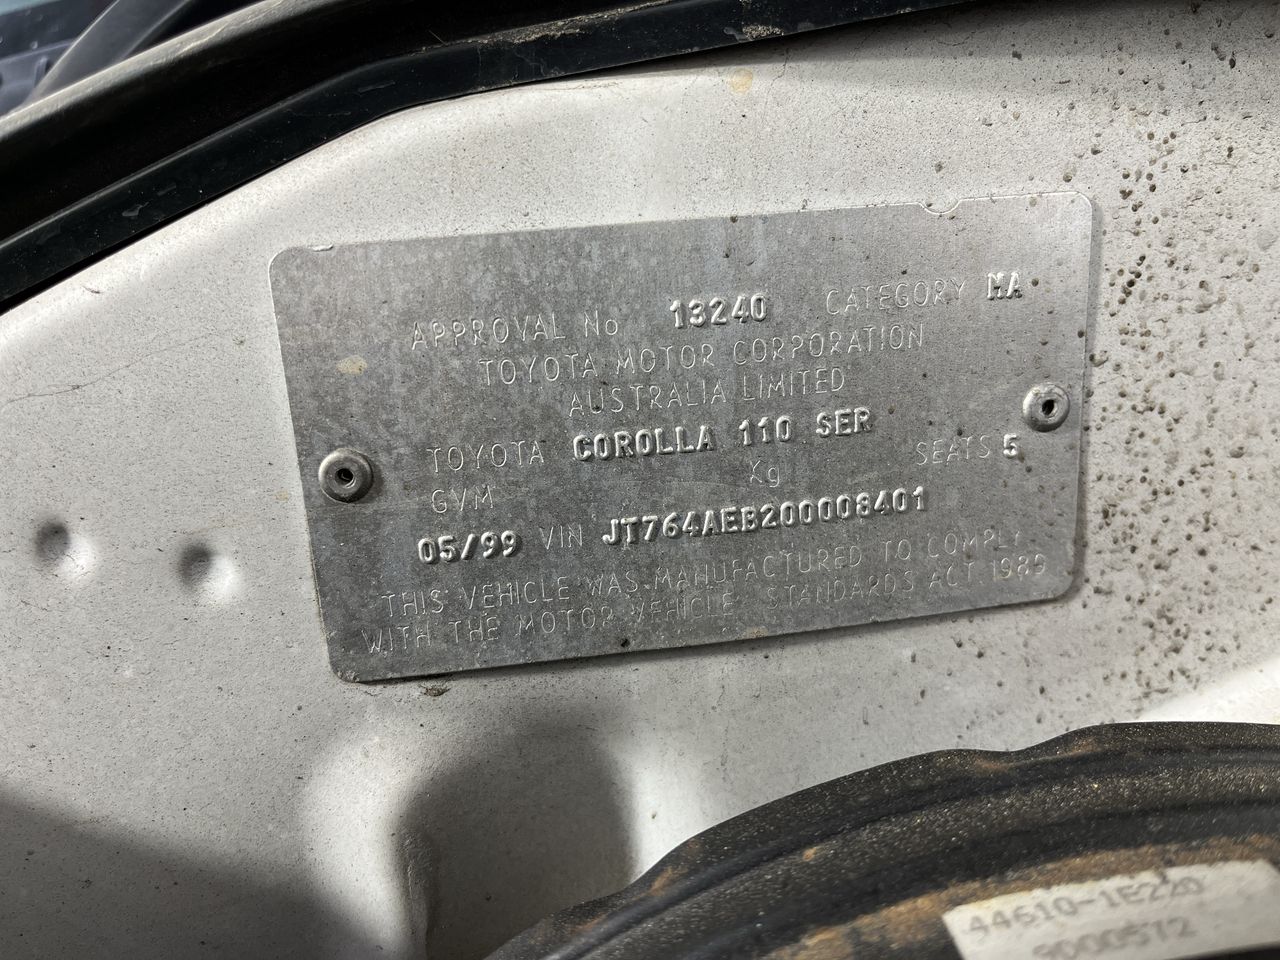 APPROVAL No 13240 CATEGORY MA
TOYOTA MOTOR CORPORATION
AUSTRALIA LIMITED
TOYOTA COROLLA 110 SER
GVM Kg SEATS 5
05/99 VIN JT764AEB200008401
THIS VEHICLE WAS MANUFACTURED TO COMPLY
WITH THE MOTOR VEHICLE STANDARDS ACT 1989
44610-1E220
9000572